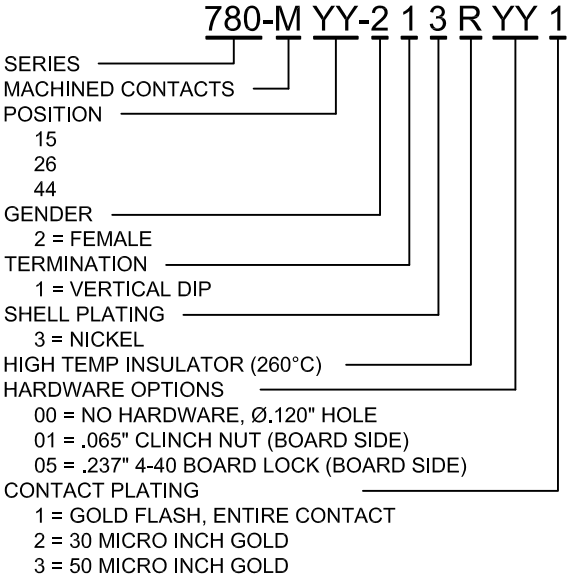 780-M YY-2 1 3 R YY 1
SERIES
MACHINED CONTACTS
POSITION
15
26
44
GENDER
2 = FEMALE
TERMINATION
1 = VERTICAL DIP
SHELL PLATING
3 = NICKEL
HIGH TEMP INSULATOR (260°C)
HARDWARE OPTIONS
00 = NO HARDWARE, Ø.120" HOLE
01 = .065" CLINCH NUT (BOARD SIDE)
05 = .237" 4-40 BOARD LOCK (BOARD SIDE)
CONTACT PLATING
1 = GOLD FLASH, ENTIRE CONTACT
2 = 30 MICRO INCH GOLD
3 = 50 MICRO INCH GOLD